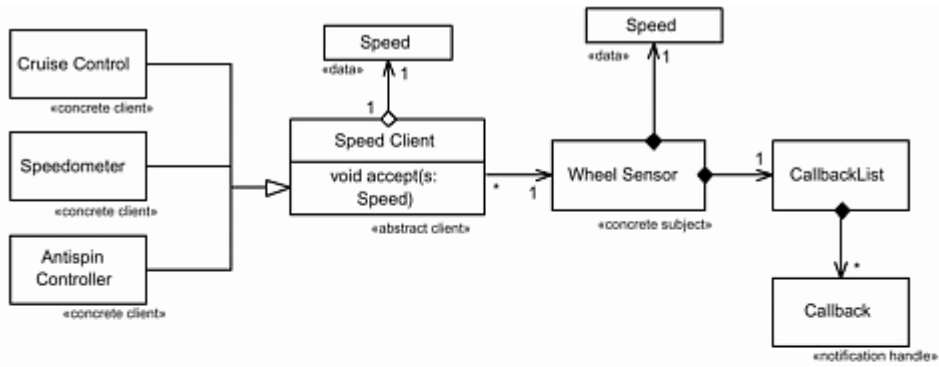 Cruise Control
«concrete client»
Speedometer
«concrete client»
Antispin
Controller
«concrete client»
Speed
«data»
1
1
Speed Client
void accept(s:
Speed)
«abstract client»
*
1
Speed
«data»
1
Wheel Sensor
«concrete subject»
1
CallbackList
*
Callback
«notification handle»